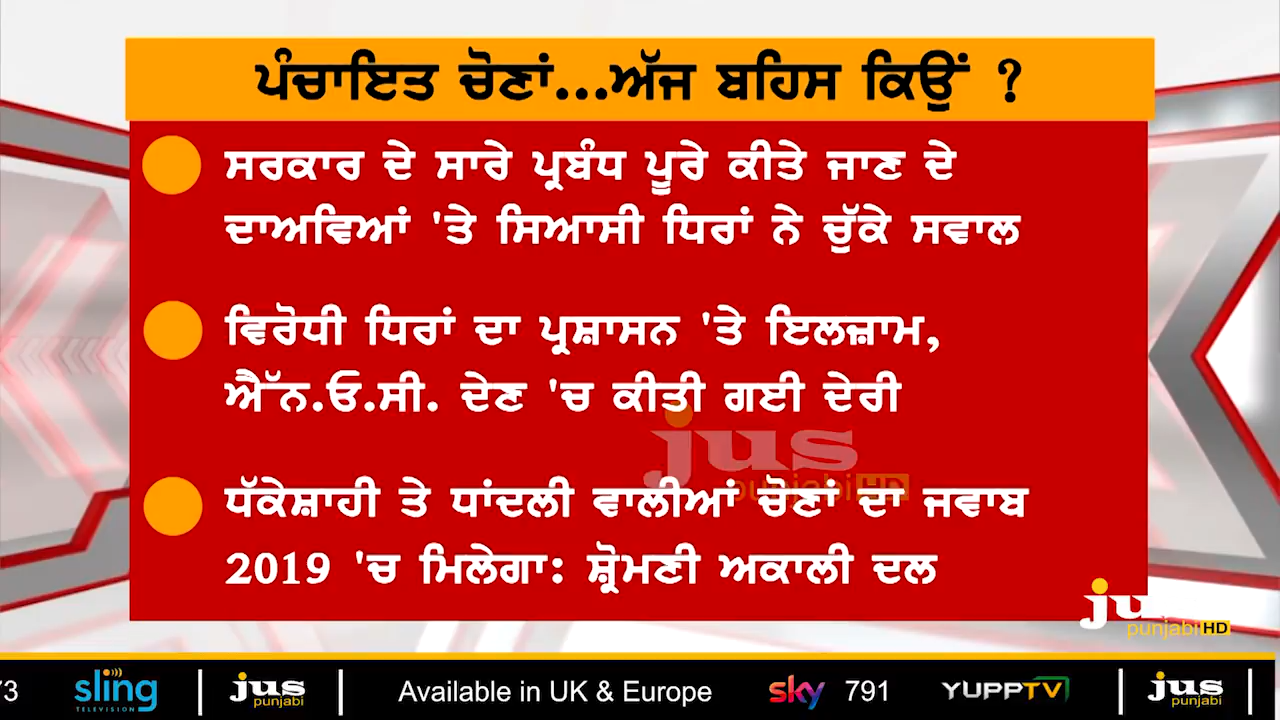 ਪੰਚਾਇਤ ਚੋਣਾਂ...ਅੱਜ ਬਹਿਸ ਕਿਉਂ ?
ਸਰਕਾਰ ਦੇ ਸਾਰੇ ਪ੍ਰਬੰਧ ਪੂਰੇ ਕੀਤੇ ਜਾਣ ਦੇ
ਦਾਅਵਿਆਂ 'ਤੇ ਸਿਆਸੀ ਧਿਰਾਂ ਨੇ ਚੁੱਕੇ ਸਵਾਲ
ਵਿਰੋਧੀ ਧਿਰਾਂ ਦਾ ਪ੍ਰਸ਼ਾਸਨ 'ਤੇ ਇਲਜ਼ਾਮ,
ਐੱਨ.ਓ.ਸੀ. ਦੇਣ 'ਚ ਕੀਤੀ ਗਈ ਦੇਰੀ
jus
punjabi HD
ਧੱਕੇਸ਼ਾਹੀ ਤੇ ਧਾਂਦਲੀ ਵਾਲੀਆਂ ਚੋਣਾਂ ਦਾ ਜਵਾਬ
2019 'ਚ ਮਿਲੇਗਾ: ਸ਼੍ਰੋਮਣੀ ਅਕਾਲੀ ਦਲ
jus
punjabi HD
73 sling TELEVISION | jus punjabi | Available in UK & Europe sky 791 YUPPTV | jus punjabi |